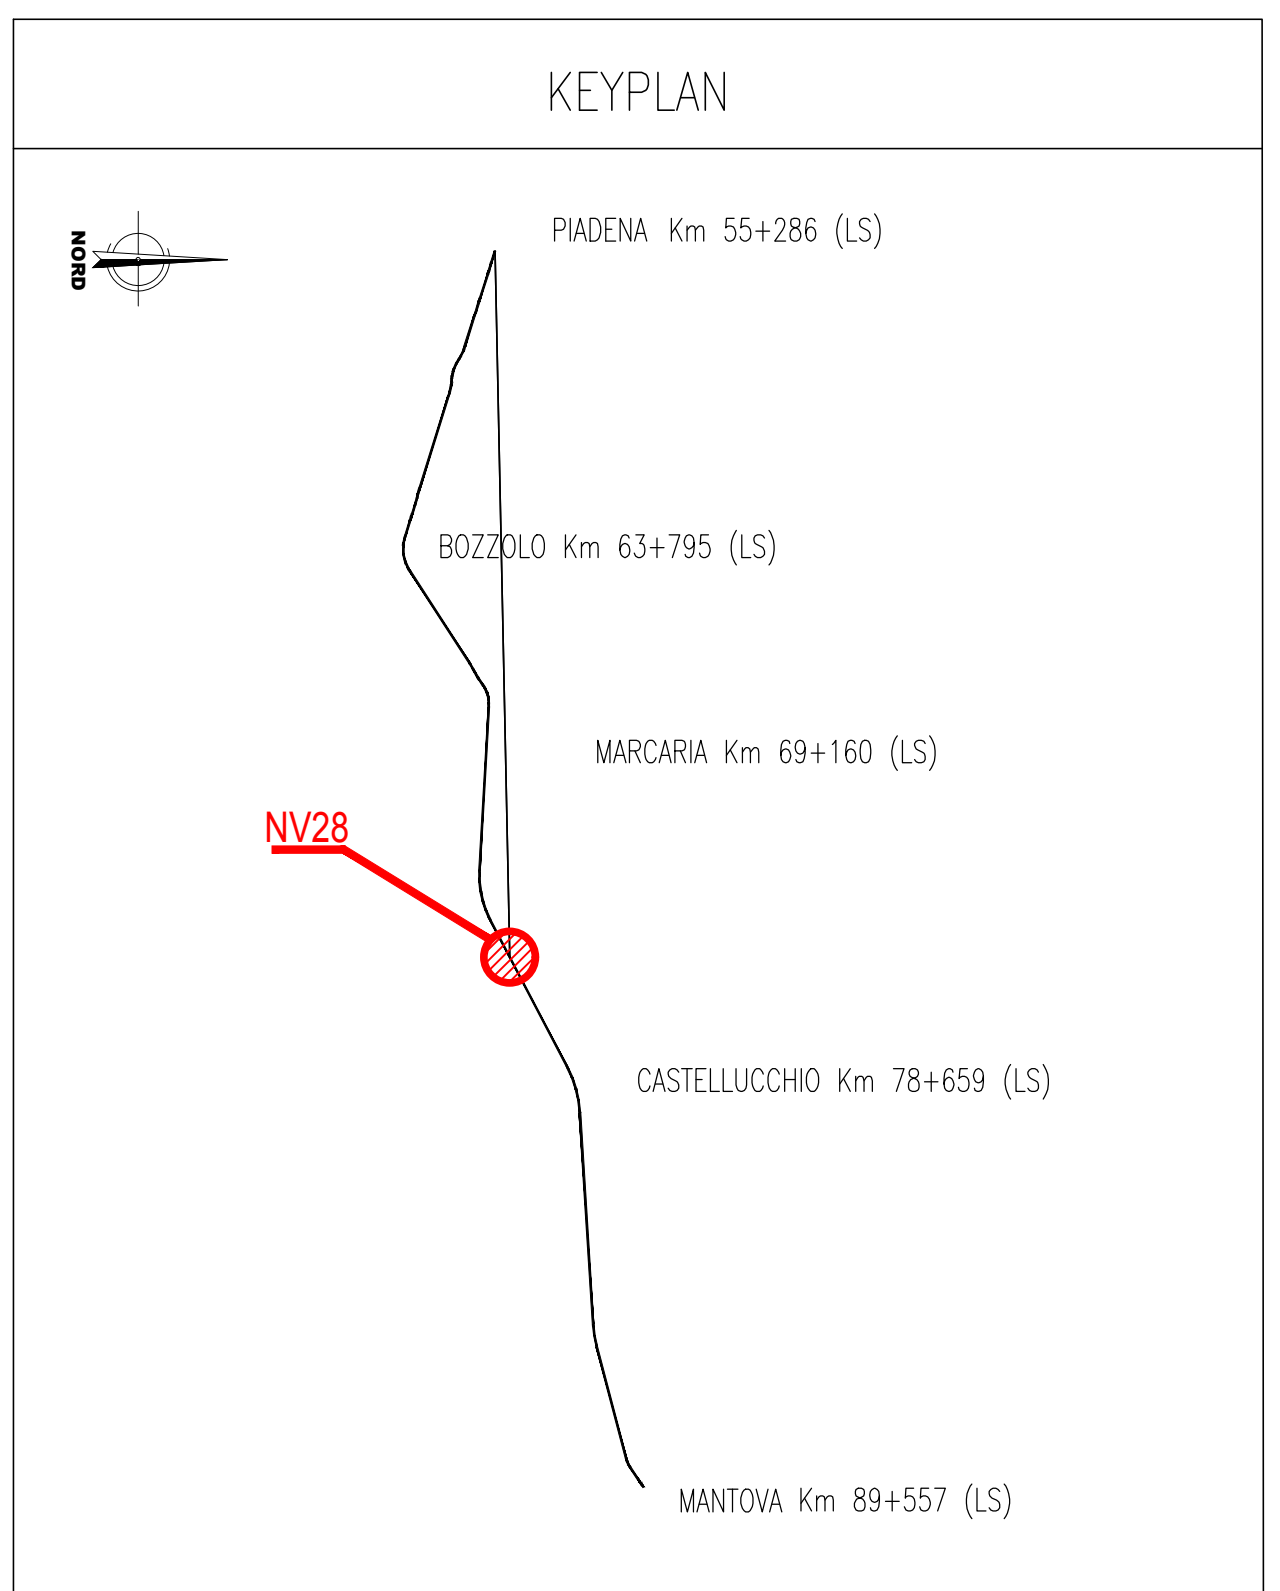 KEYPLAN
NORD
PIADENA Km 55+286 (LS)
BOZZOLO Km 63+795 (LS)
MARCARIA Km 69+160 (LS)
NV28
CASTELLUCCHIO Km 78+659 (LS)
MANTOVA Km 89+557 (LS)